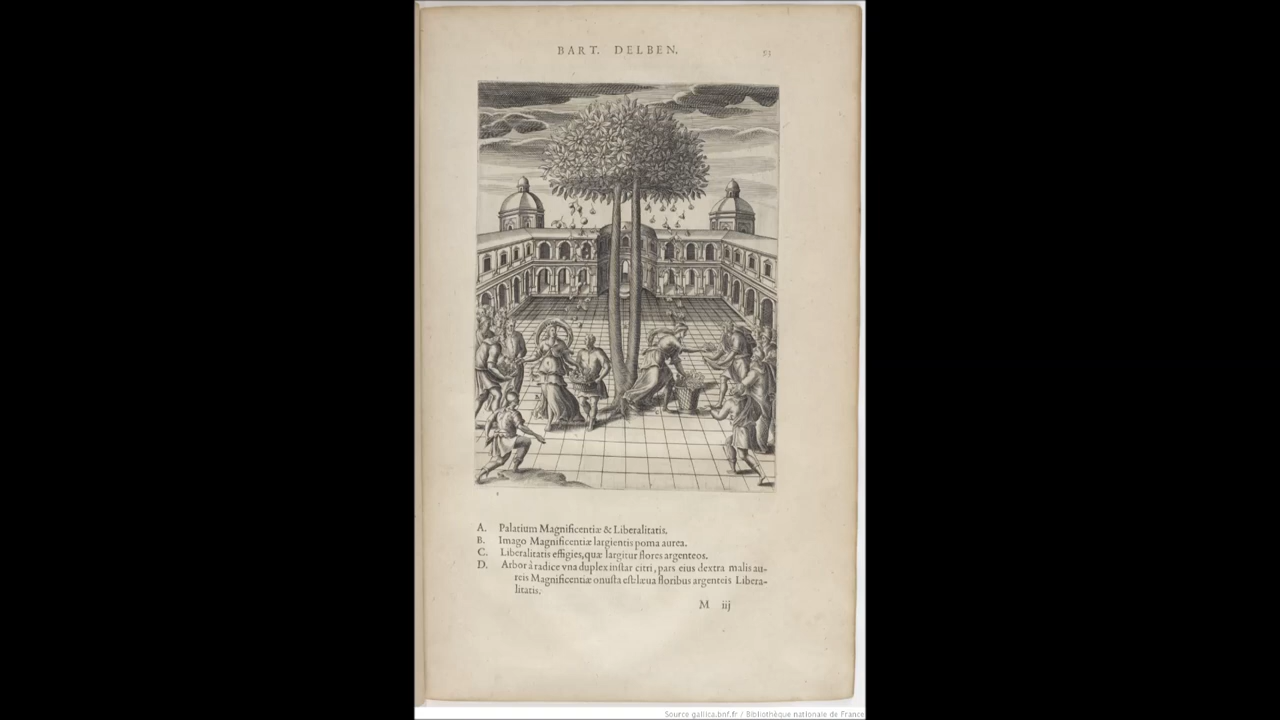 BART. DELBEN.
93
A. Palatium Magnificentiæ & Liberalitatis.
B. Imago Magnificentiæ largientis poma aurea.
C. Liberalitatis effigies, quæ largitur flores argenteos.
D. Arbor à radice vna duplex instar citri, pars eius dextra malis au-
reis Magnificentiæ onusta est: læua floribus argenteis Libera-
litatis.
M iij
Source gallica.bnf.fr / Bibliothèque nationale de France